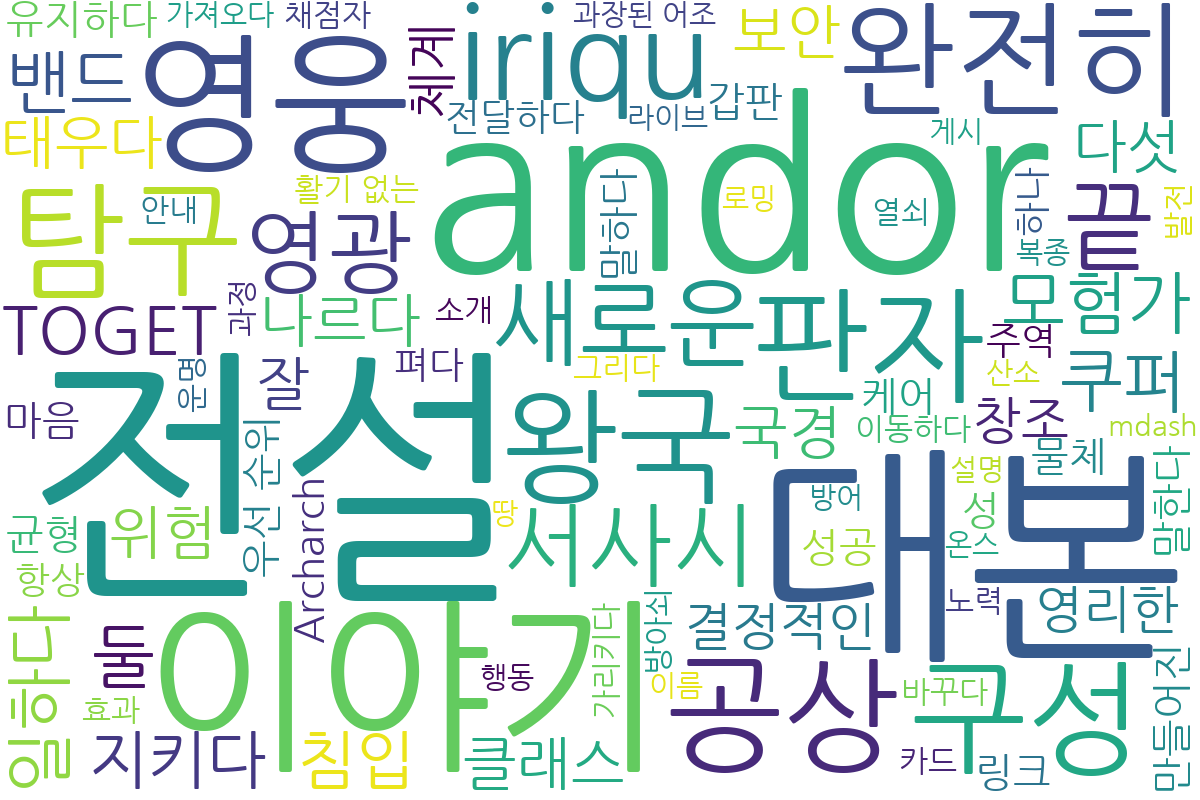 유지하다
가져오다
채점자
과장된 어조
밴드
영웅
체계
iriqu
보안
완전히
전달하다
라이브
갑판
게시
태우다
다섯
탐구
안내
활기 없는
영광
andor
로밍
열쇠
말하다
하나
복종
끝
발전
TOGET
과정
나르다
소개
새로운
판자
모험가
주역
운명
잘
펴다
그리다
산소
쿠퍼
케어
마음
전설
왕국
국경
이동하다
창조
mdash
물체
우선 순위
Archarch
땅
서사시
대본
방어
설명
성
말한다
균형
위험
성공
온스
항상
노력
영리한
일하다
둘
이야기
행동
가리키다
방아쇠
결정적인
이름
공상
바꾸다
구성
만들어진
효과
지키다
침입
클래스
카드
링크